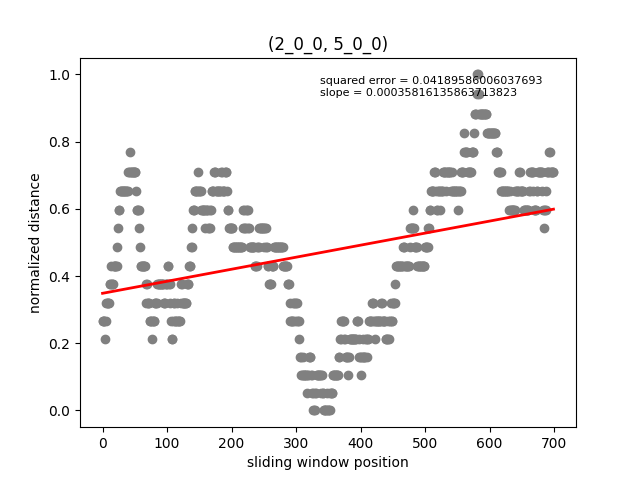 (2_0_0, 5_0_0)
squared error = 0.04189586006037693
slope = 0.00035816135863713823
normalized distance
1.0
0.8
0.6
0.4
0.2
0.0
0 100 200 300 400 500 600 700
sliding window position